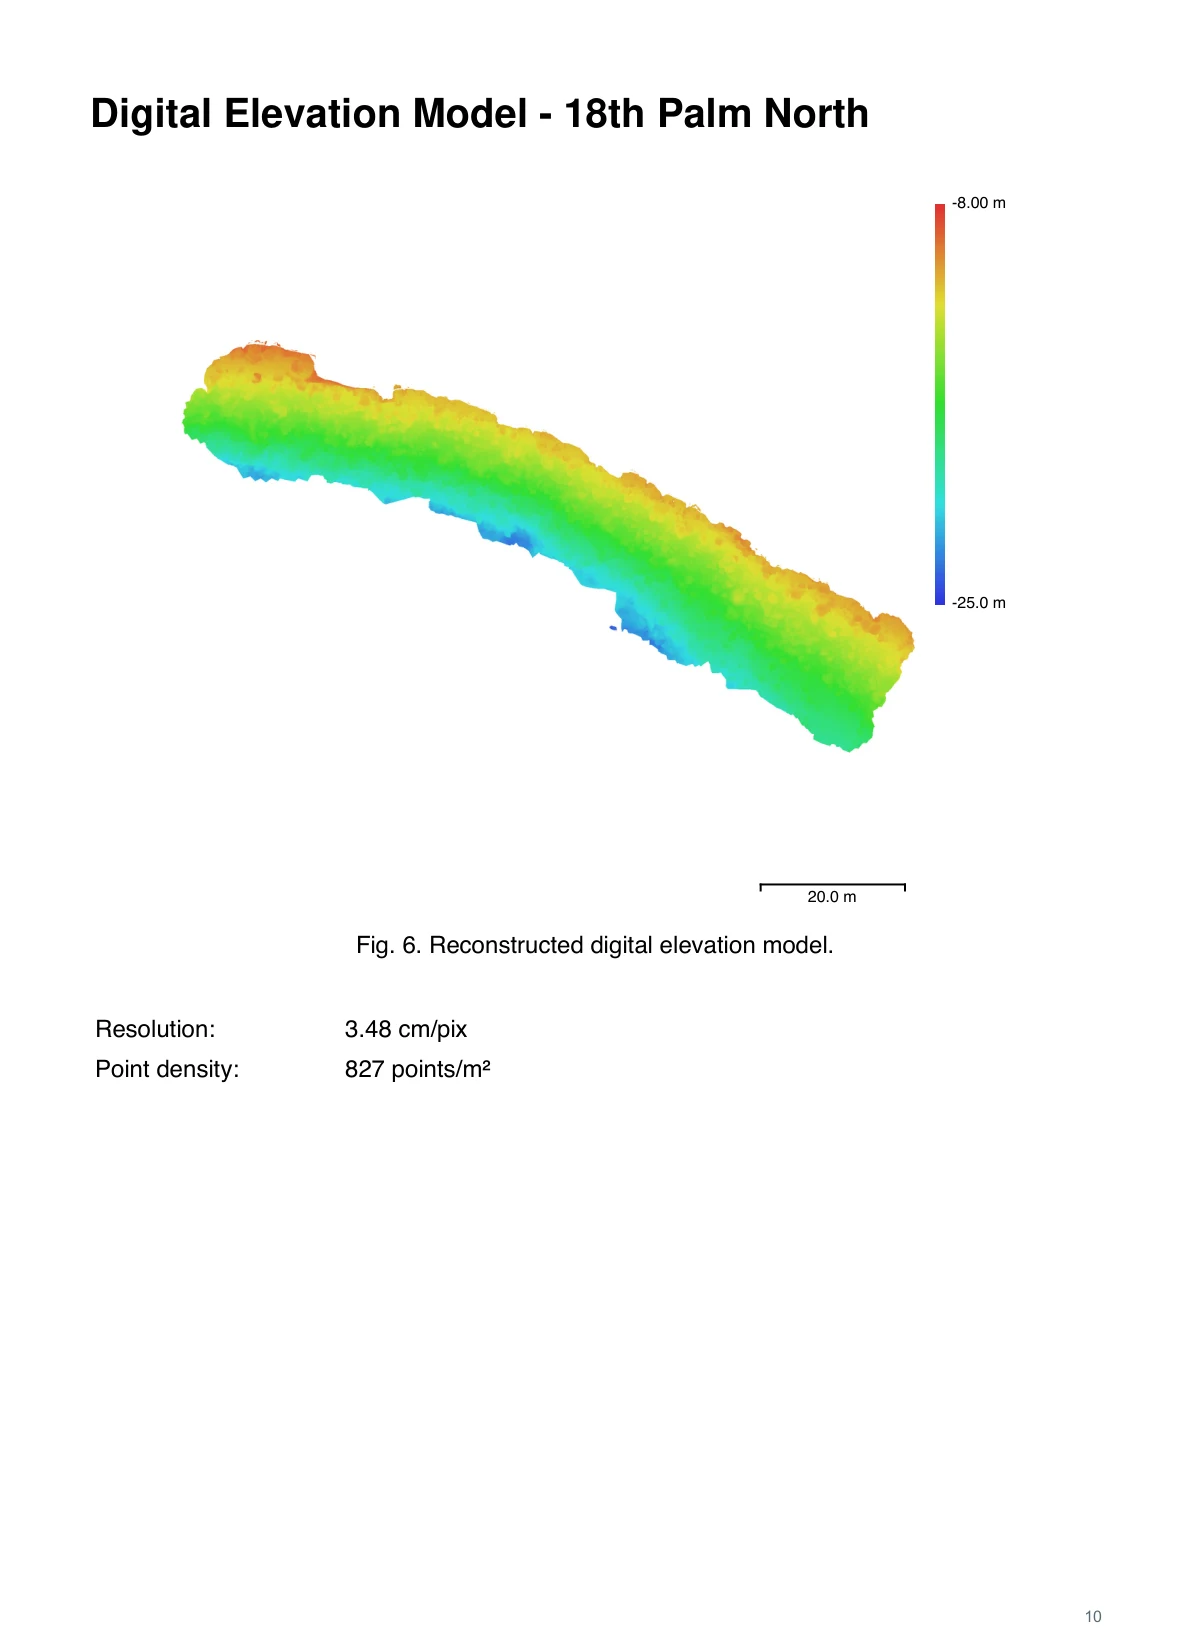 Digital Elevation Model - 18th Palm North
-8.00 m
-25.0 m
20.0 m
Fig. 6. Reconstructed digital elevation model.
Resolution: 3.48 cm/pix
Point density: 827 points/m²
10